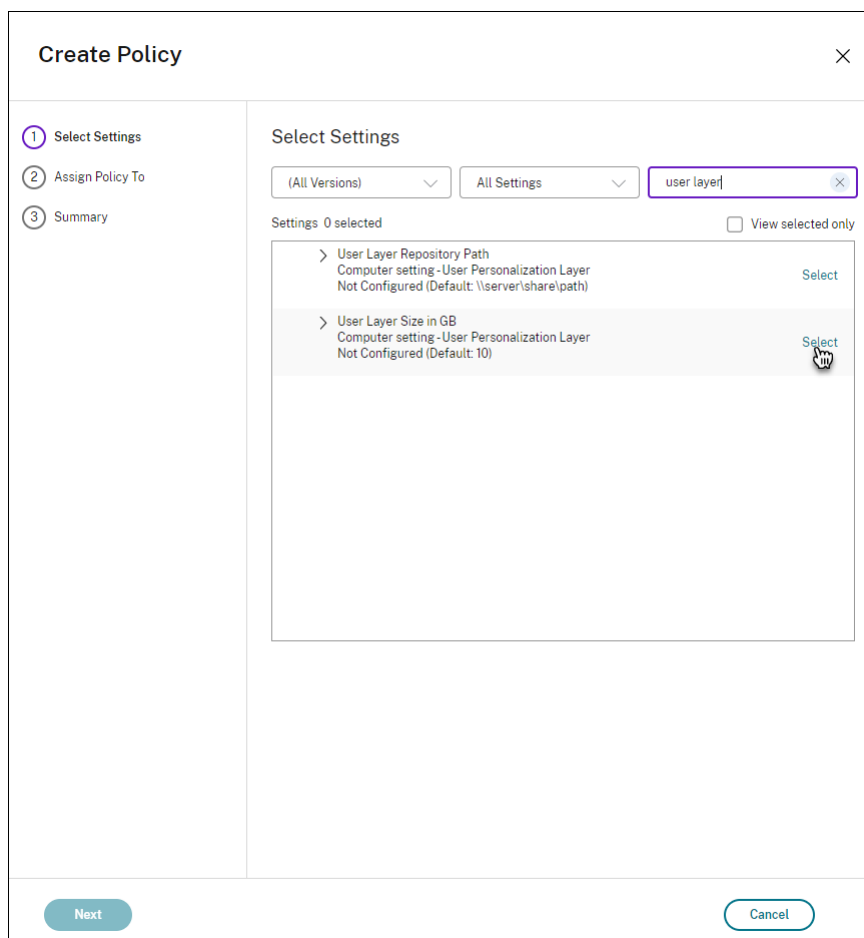 Create Policy
1 Select Settings
2 Assign Policy To
3 Summary
Select Settings
(All Versions) All Settings user layer
Settings 0 selected View selected only
User Layer Repository Path
Computer setting - User Personalization Layer
Not Configured (Default: \\server\share\path)
Select
User Layer Size in GB
Computer setting - User Personalization Layer
Not Configured (Default: 10)
Select
Next Cancel